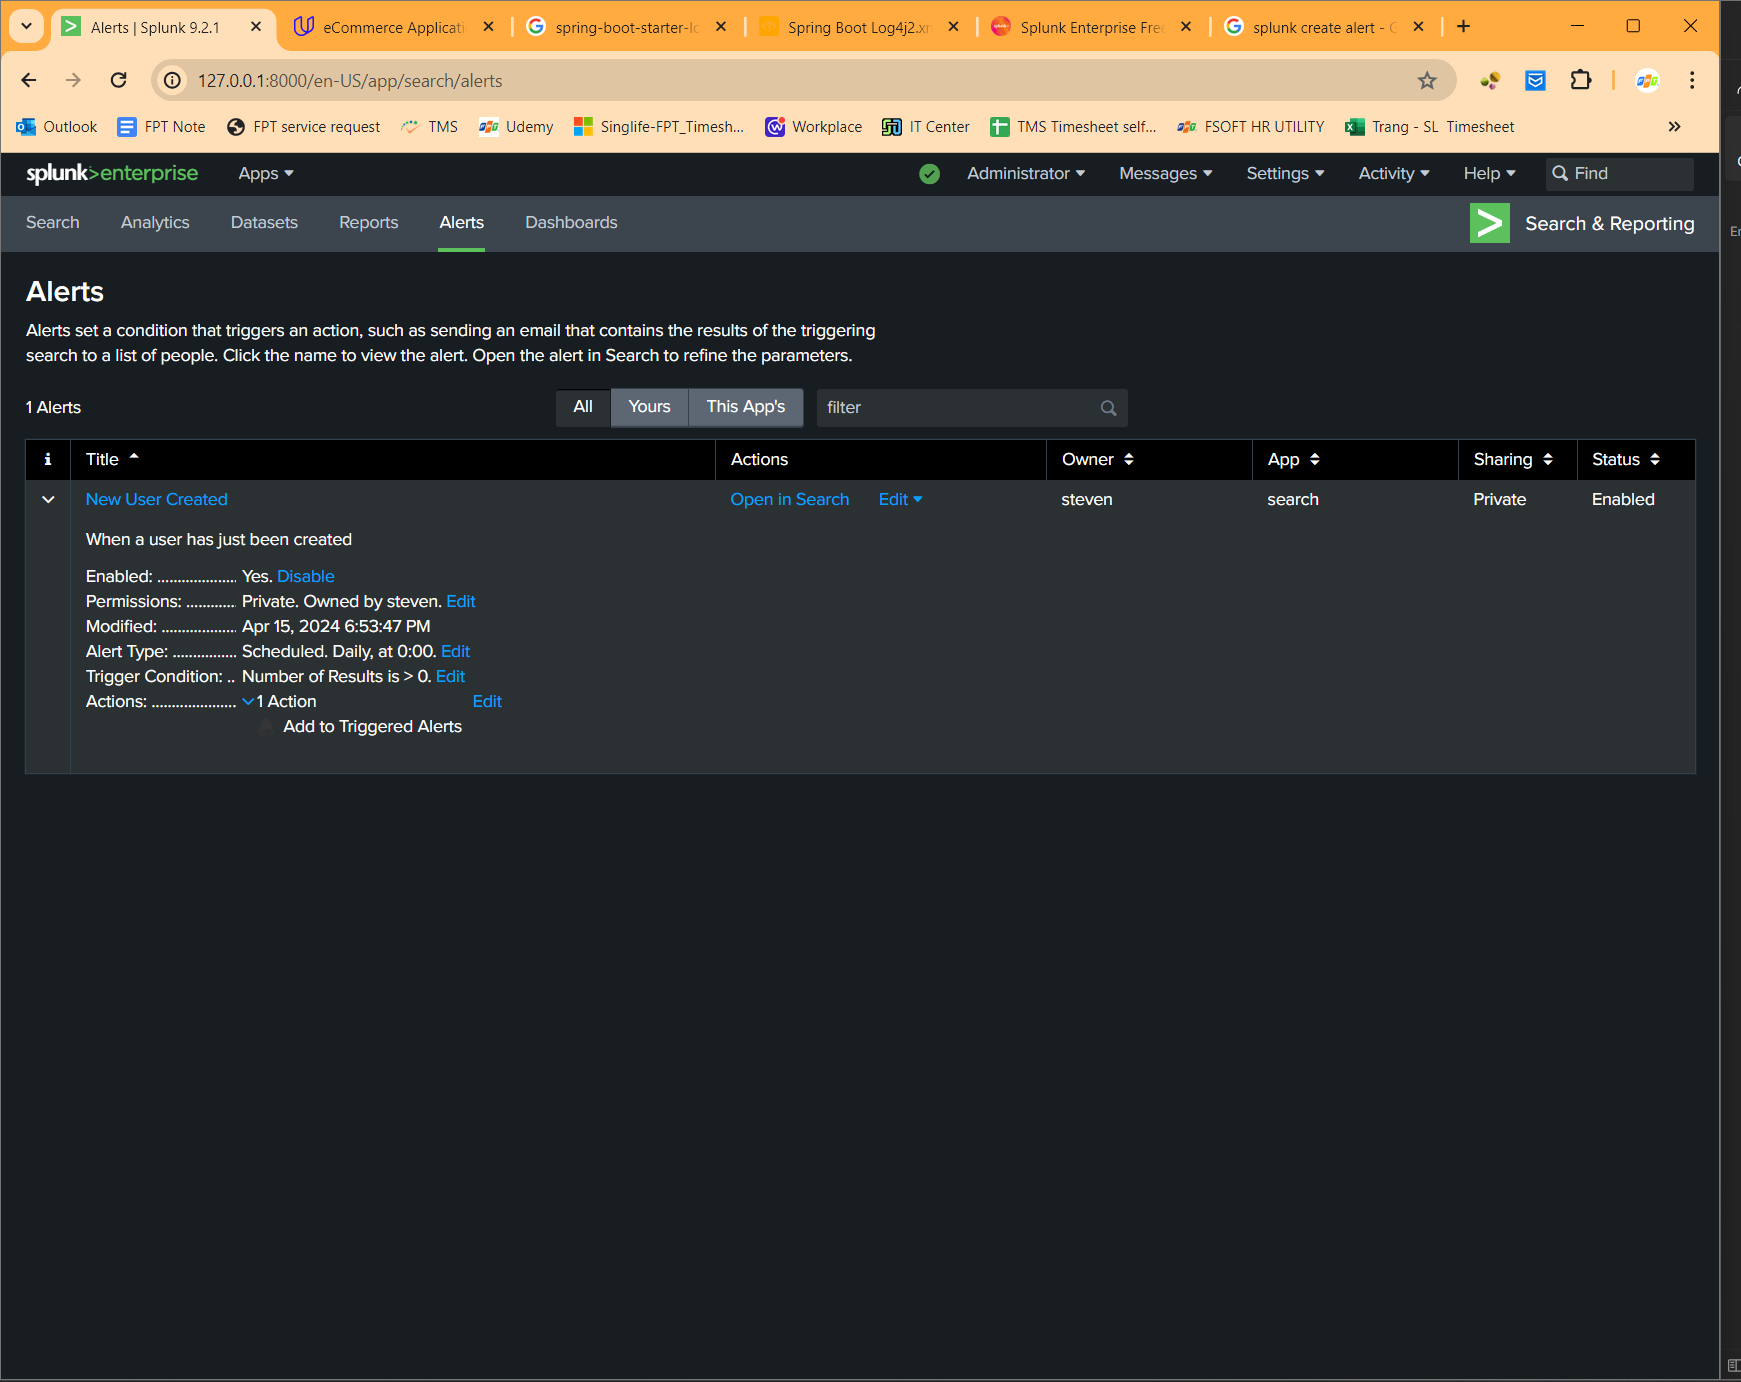 Alerts | Splunk 9.2.1
eCommerce Applicati
spring-boot-starter-lo
Spring Boot Log4j2.xm
Splunk Enterprise Free
splunk create alert - G
127.0.0.1:8000/en-US/app/search/alerts
Outlook FPT Note FPT service request TMS Udemy Singlife-FPT_Timesh... Workplace IT Center TMS Timesheet self... FSOFT HR UTILITY Trang - SL Timesheet
splunk>enterprise Apps Administrator Messages Settings Activity Help Find
Search Analytics Datasets Reports Alerts Dashboards Search & Reporting
Alerts
Alerts set a condition that triggers an action, such as sending an email that contains the results of the triggering
search to a list of people. Click the name to view the alert. Open the alert in Search to refine the parameters.
1 Alerts All Yours This App's filter
i Title Actions Owner App Sharing Status
New User Created Open in Search Edit steven search Private Enabled
When a user has just been created
Enabled: .................... Yes. Disable
Permissions: ............. Private. Owned by steven. Edit
Modified: ................... Apr 15, 2024 6:53:47 PM
Alert Type: ................ Scheduled. Daily, at 0:00. Edit
Trigger Condition: .. Number of Results is > 0. Edit
Actions: ..................... 1 Action Edit
Add to Triggered Alerts